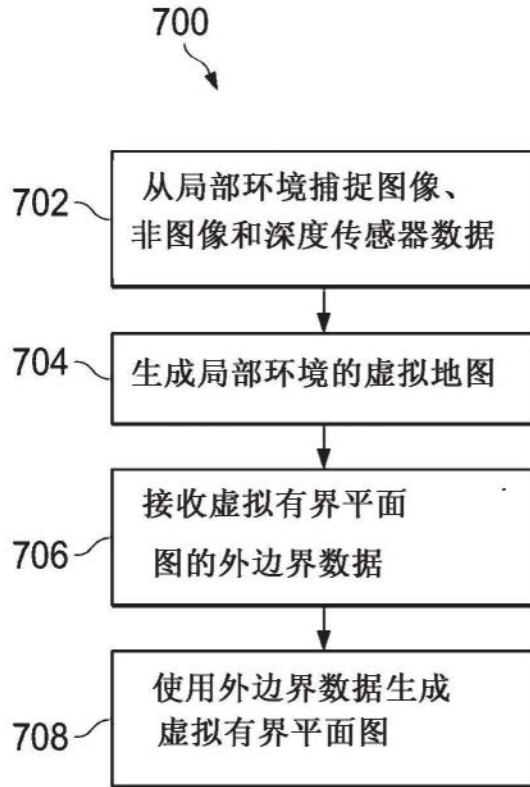 700
702
从局部环境捕捉图像、
非图像和深度传感器数据
704
生成局部环境的虚拟地图
706
接收虚拟有界平面
图的外边界数据
708
使用外边界数据生成
虚拟有界平面图